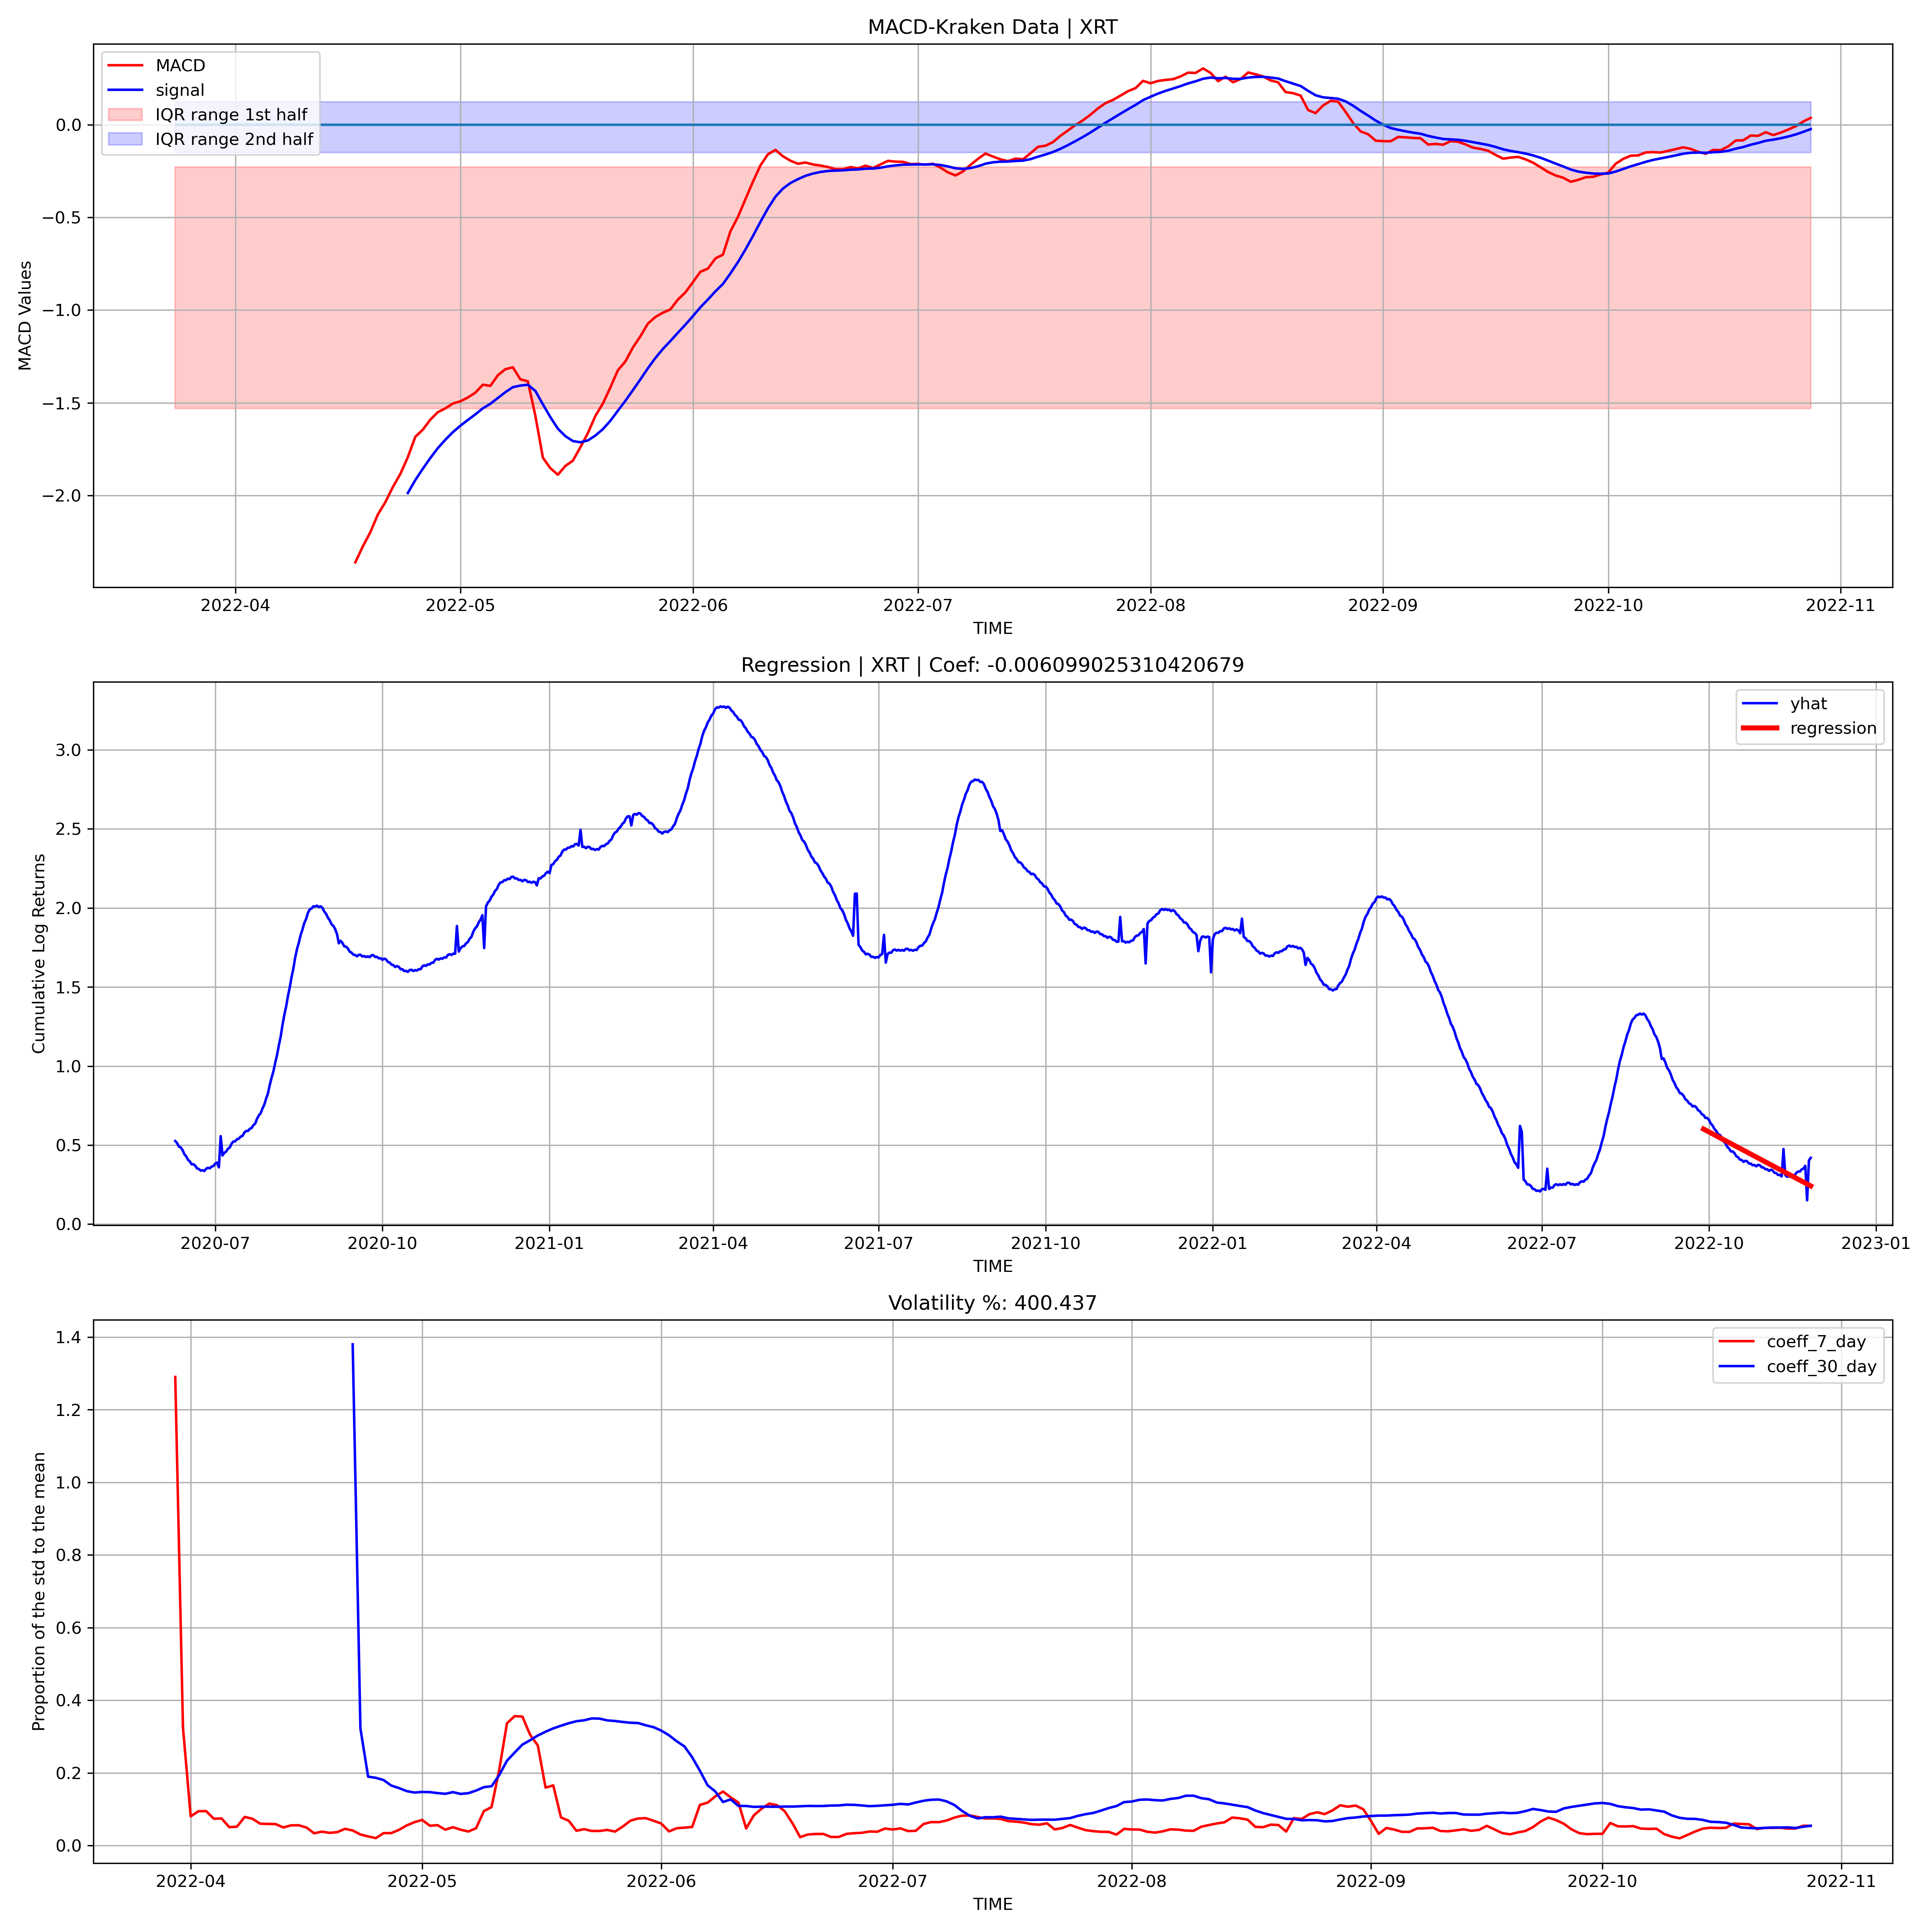 MACD-Kraken Data | XRT
MACD
signal
IQR range 1st half
IQR range 2nd half
MACD Values
0.0
−0.5
−1.0
−1.5
−2.0
2022-04 2022-05 2022-06 2022-07 2022-08 2022-09 2022-10 2022-11
TIME
Regression | XRT | Coef: -0.006099025310420679
yhat
regression
Cumulative Log Returns
3.0
2.5
2.0
1.5
1.0
0.5
0.0
2020-07 2020-10 2021-01 2021-04 2021-07 2021-10 2022-01 2022-04 2022-07 2022-10 2023-01
TIME
Volatility %: 400.437
coeff_7_day
coeff_30_day
Proportion of the std to the mean
1.4
1.2
1.0
0.8
0.6
0.4
0.2
0.0
2022-04 2022-05 2022-06 2022-07 2022-08 2022-09 2022-10 2022-11
TIME